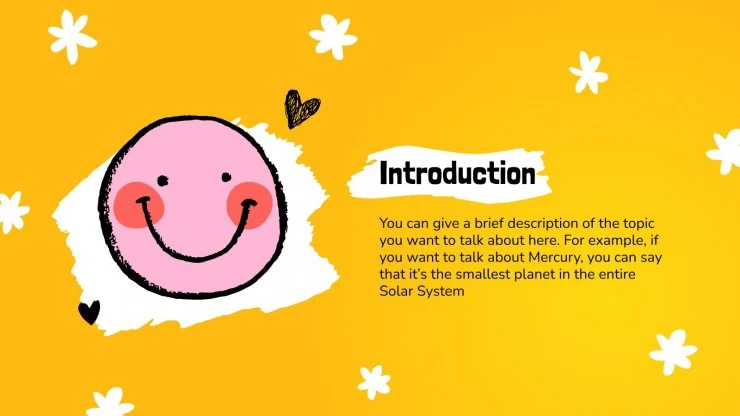 Introduction
You can give a brief description of the topic
you want to talk about here. For example, if
you want to talk about Mercury, you can say
that it’s the smallest planet in the entire
Solar System